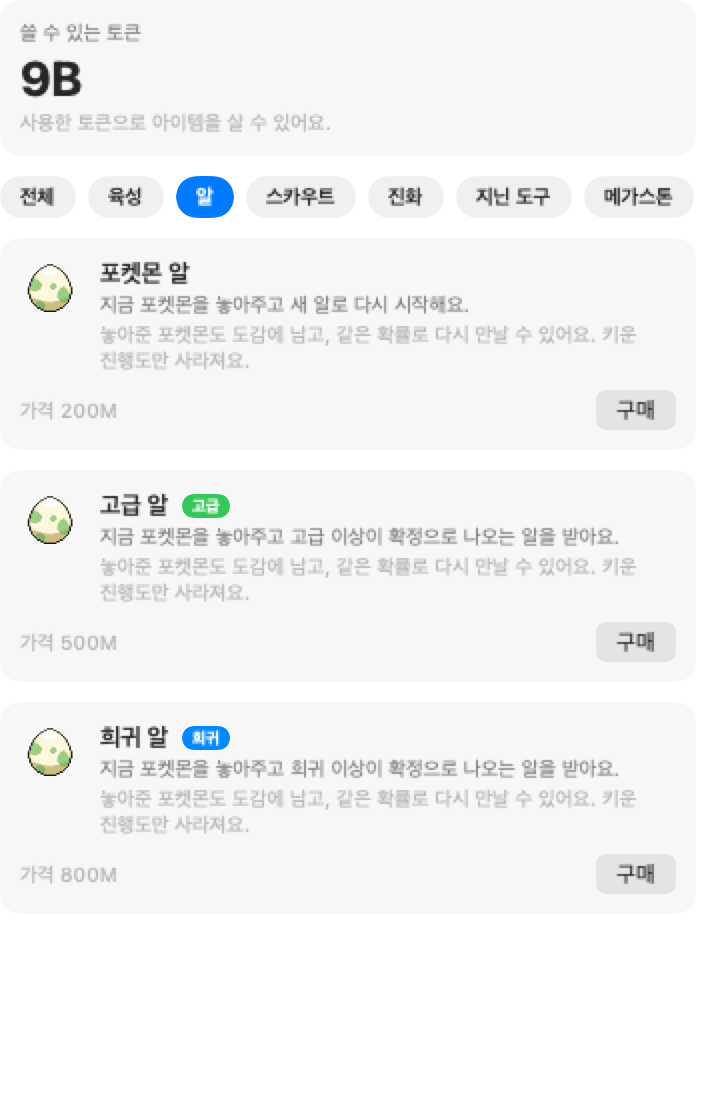 쓸 수 있는 토큰
9B
사용한 토큰으로 아이템을 살 수 있어요.
전체 육성 알 스카우트 진화 지닌 도구 메가스톤
포켓몬 알
지금 포켓몬을 놓아주고 새 알로 다시 시작해요.
놓아준 포켓몬도 도감에 남고, 같은 확률로 다시 만날 수 있어요. 키운
진행도만 사라져요.
가격 200M 구매
고급 알 고급
지금 포켓몬을 놓아주고 고급 이상이 확정으로 나오는 알을 받아요.
놓아준 포켓몬도 도감에 남고, 같은 확률로 다시 만날 수 있어요. 키운
진행도만 사라져요.
가격 500M 구매
희귀 알 희귀
지금 포켓몬을 놓아주고 희귀 이상이 확정으로 나오는 알을 받아요.
놓아준 포켓몬도 도감에 남고, 같은 확률로 다시 만날 수 있어요. 키운
진행도만 사라져요.
가격 800M 구매